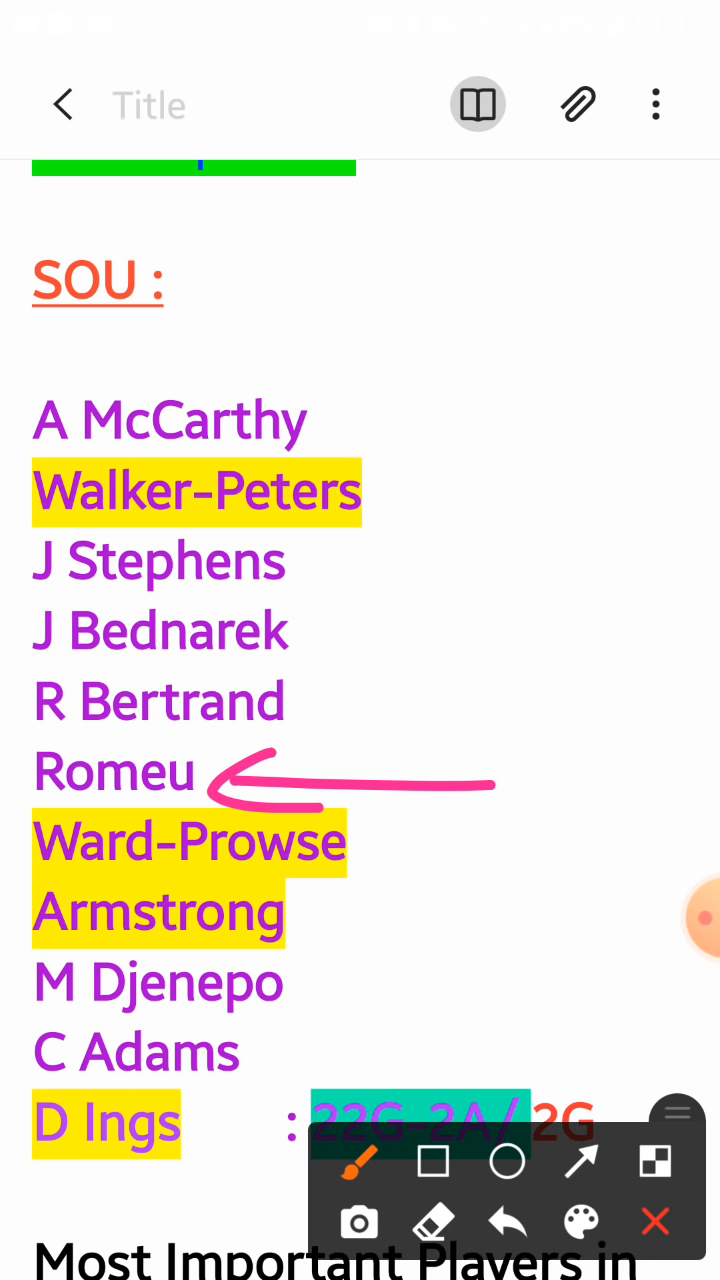 Title
SOU :
A McCarthy
Walker-Peters
J Stephens
J Bednarek
R Bertrand
Romeu
Ward-Prowse
Armstrong
M Djenepo
C Adams
D Ings : 22G-2A/ 2G
Most Important Players in